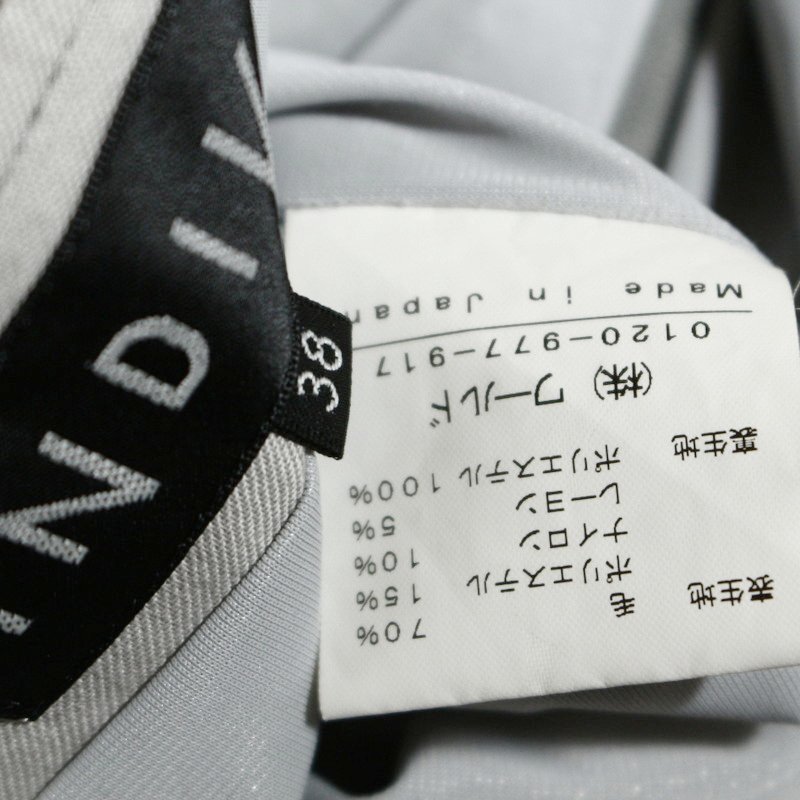 INDI
38
表生地 毛 70%
ポリエステル 15%
ナイロン 10%
レーヨン 5%
裏生地 ポリエステル 100%
(株) ワールド
0120-977-917
Made in Japan